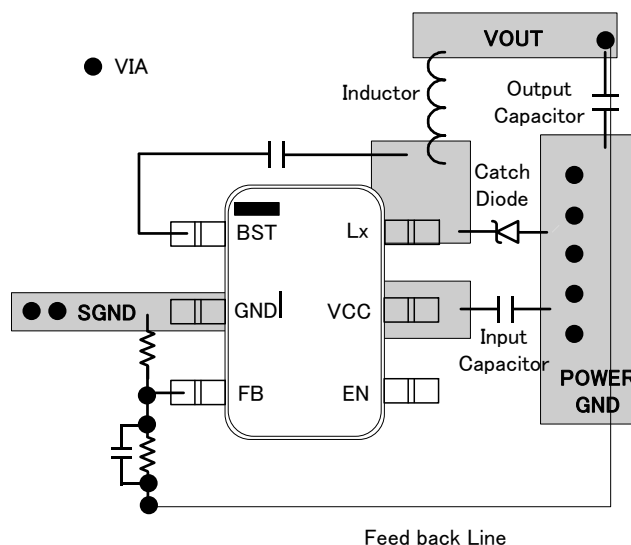 VOUT
VIA
Inductor
Output
Capacitor
Catch
Diode
BST
Lx
SGND
GND
VCC
Input
Capacitor
FB
EN
POWER
GND
Feed back Line